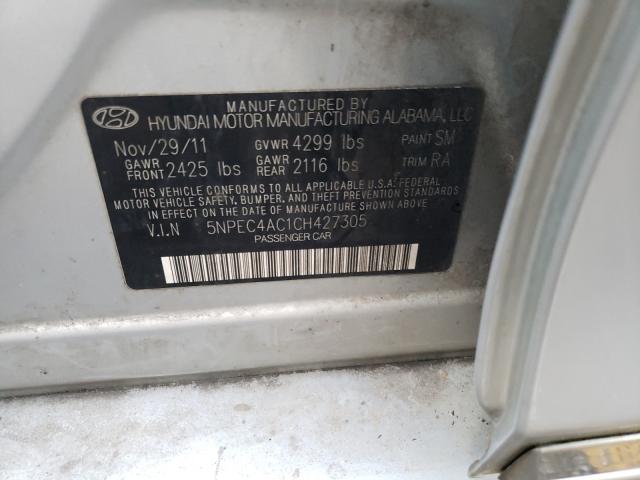 MANUFACTURED BY
HYUNDAI MOTOR MANUFACTURING ALABAMA, LLC
Nov/29/11 GVWR 4299 lbs PAINT SM
GAWR FRONT 2425 lbs GAWR REAR 2116 lbs TRIM RA
THIS VEHICLE CONFORMS TO ALL APPLICABLE U.S.A. FEDERAL
MOTOR VEHICLE SAFETY, BUMPER, AND THEFT PREVENTION STANDARDS
IN EFFECT ON THE DATE OF MANUFACTURE SHOWN ABOVE.
V.I.N 5NPEC4AC1CH427305
PASSENGER CAR